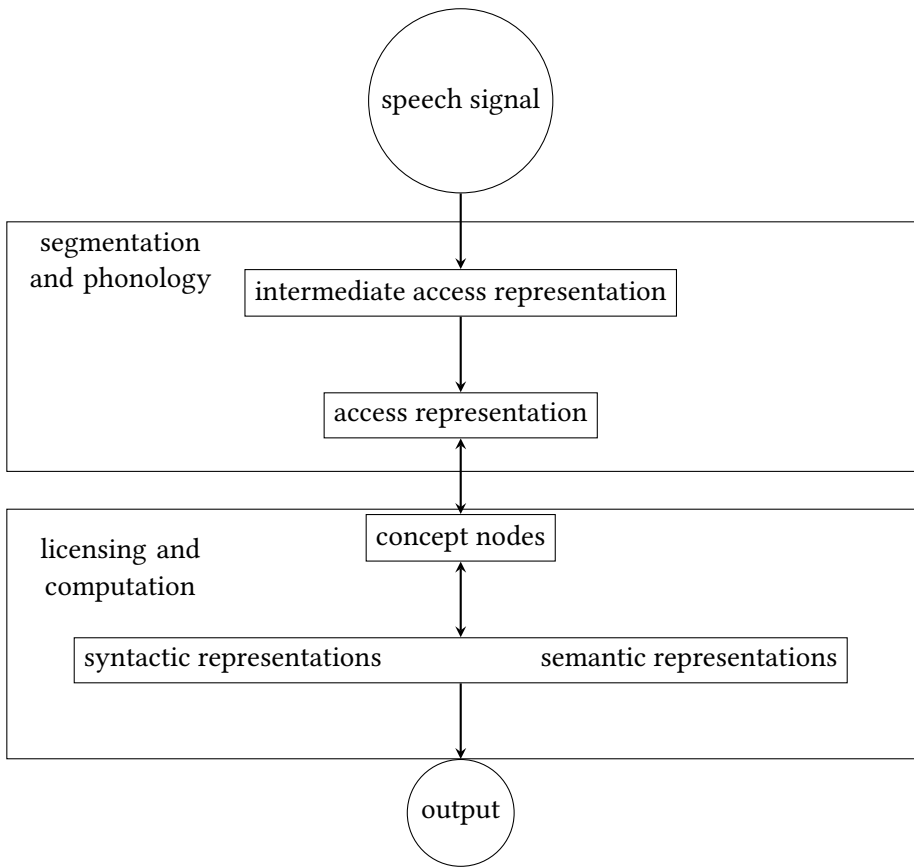 speech signal
segmentation
and phonology
intermediate access representation
access representation
concept nodes
licensing and
computation
syntactic representations semantic representations
output